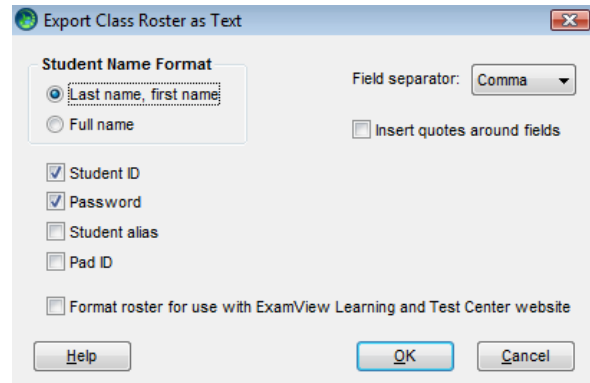 Export Class Roster as Text
Student Name Format
Last name, first name
Full name
Field separator: Comma
Insert quotes around fields
Student ID
Password
Student alias
Pad ID
Format roster for use with ExamView Learning and Test Center website
Help
OK
Cancel